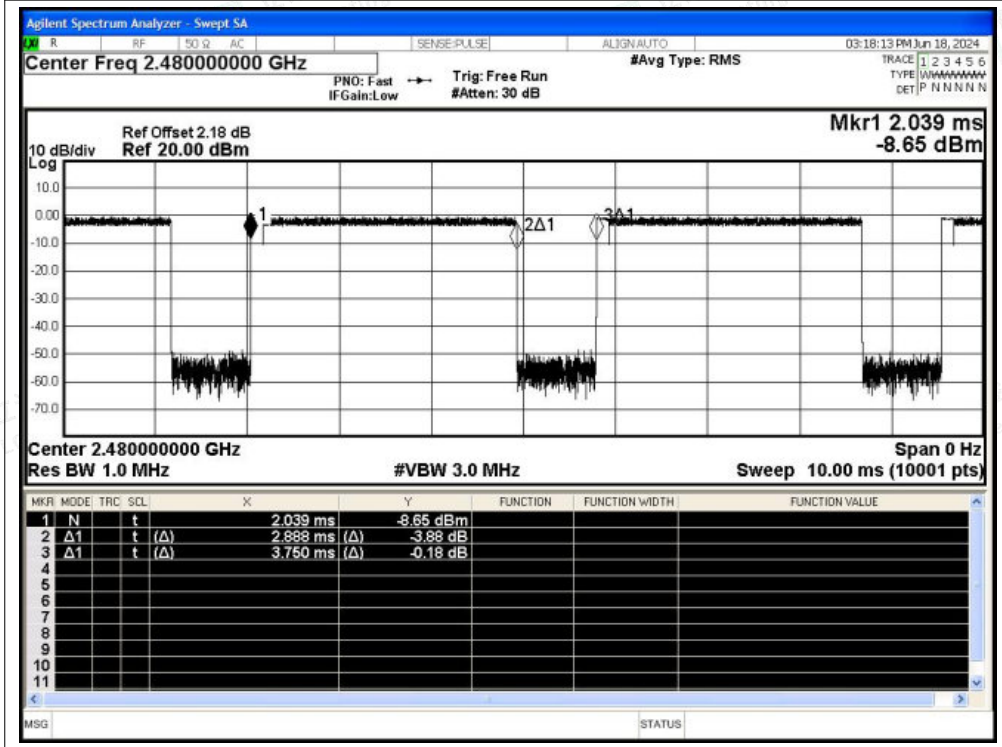 Agilent Spectrum Analyzer - Swept SA
LXI R RF 50 Ω AC SENSE:PULSE ALIGNAUTO 03:18:13 PM Jun 18, 2024
Center Freq 2.480000000 GHz #Avg Type: RMS TRACE 1 2 3 4 5 6
PNO: Fast Trig: Free Run TYPE WWWWWW
IFGain:Low #Atten: 30 dB DET P N N N N N
Mkr1 2.039 ms
Ref Offset 2.18 dB
10 dB/div Ref 20.00 dBm -8.65 dBm
Log
10.0
0.00
1 2Δ1 3Δ1
-10.0
-20.0
-30.0
-40.0
-50.0
-60.0
-70.0
Center 2.480000000 GHz Span 0 Hz
Res BW 1.0 MHz #VBW 3.0 MHz Sweep 10.00 ms (10001 pts)
MKR MODE TRC SCL X Y FUNCTION FUNCTION WIDTH FUNCTION VALUE
1 N t 2.039 ms -8.65 dBm
2 Δ1 t (Δ) 2.888 ms (Δ) -3.88 dB
3 Δ1 t (Δ) 3.750 ms (Δ) -0.18 dB
4
5
6
7
8
9
10
11
MSG STATUS